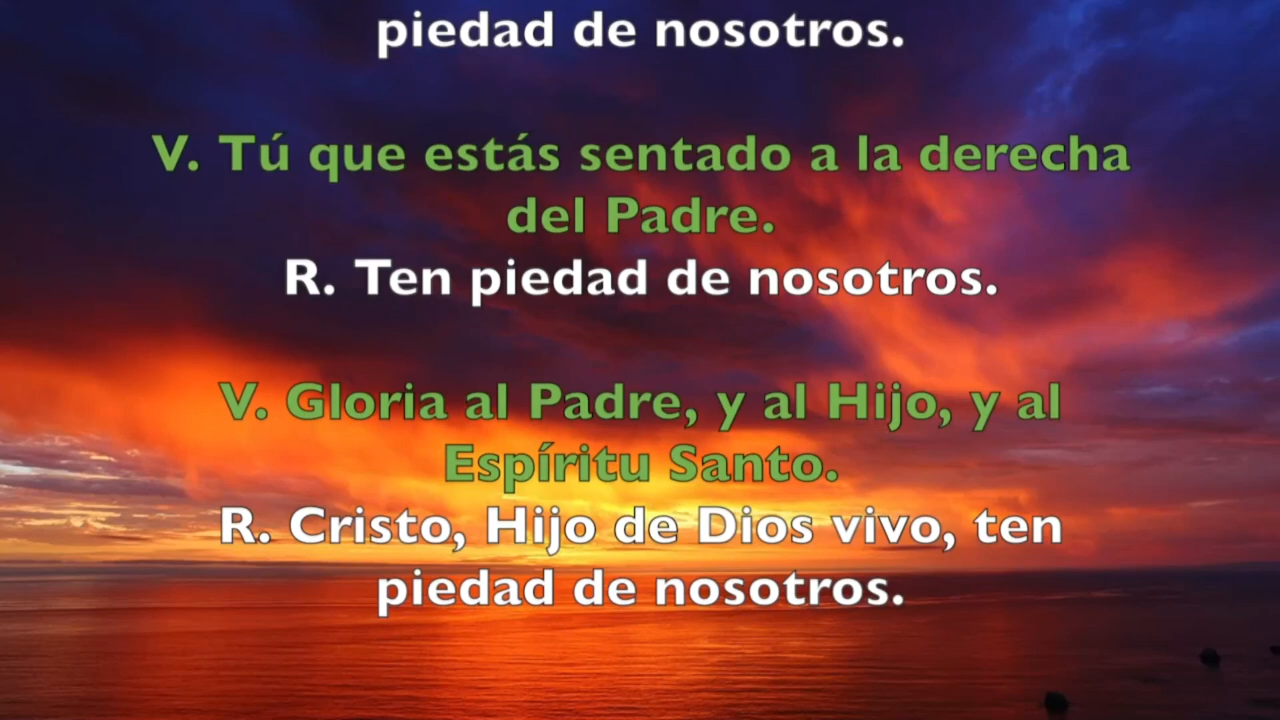 piedad de nosotros.
V. Tú que estás sentado a la derecha
del Padre.
R. Ten piedad de nosotros.
V. Gloria al Padre, y al Hijo, y al
Espíritu Santo.
R. Cristo, Hijo de Dios vivo, ten
piedad de nosotros.